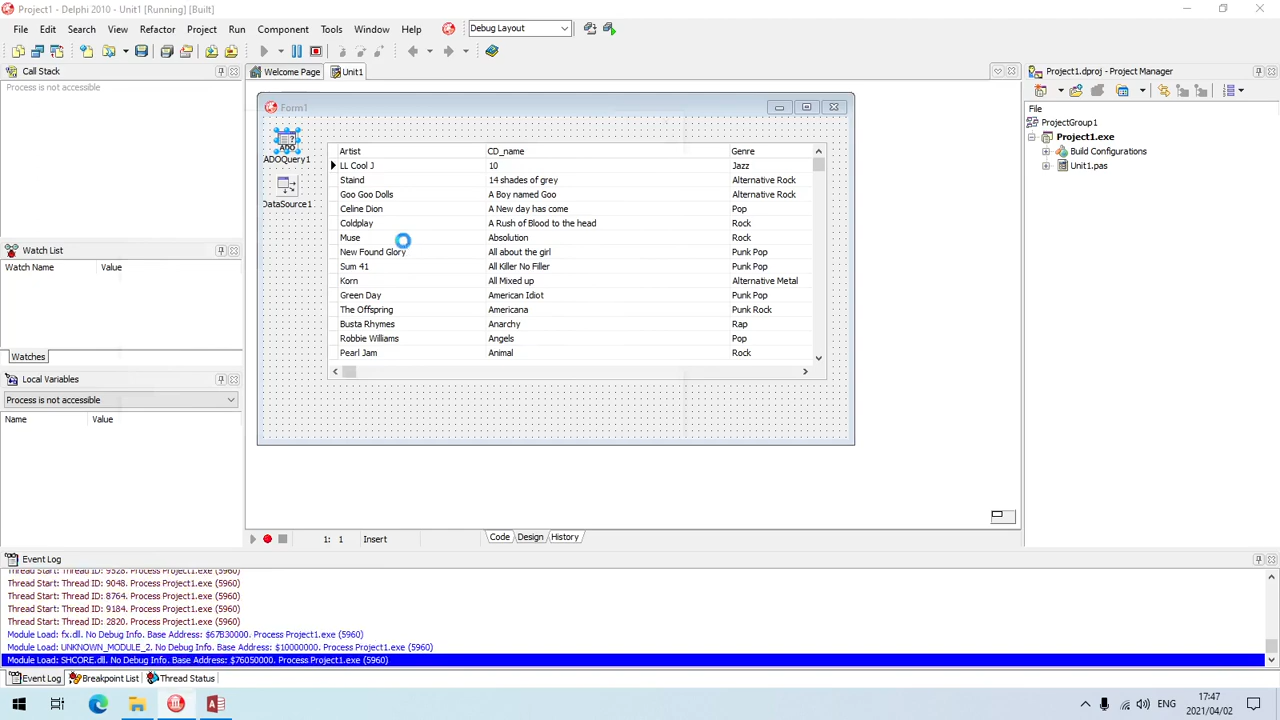 Project1 - Delphi 2010 - Unit1 [Running] [Built]
File Edit Search View Refactor Project Run Component Tools Window Help Debug Layout
Call Stack
Process is not accessible
Welcome Page Unit1
Project1.dproj - Project Manager
File
ProjectGroup1
Project1.exe
Build Configurations
Unit1.pas
Form1
ADO
ADOQuery1
DataSource1
Artist CD_name Genre
LL Cool J 10 Jazz
Staind 14 shades of grey Alternative Rock
Goo Goo Dolls A Boy named Goo Alternative Rock
Celine Dion A New day has come Pop
Coldplay A Rush of Blood to the head Rock
Muse Absolution Rock
New Found Glory All about the girl Punk Pop
Sum 41 All Killer No Filler Punk Pop
Korn All Mixed up Alternative Metal
Green Day American Idiot Punk Pop
The Offspring Americana Punk Rock
Busta Rhymes Anarchy Rap
Robbie Williams Angels Pop
Pearl Jam Animal Rock
Watch List
Watch Name Value
Watches
Local Variables
Process is not accessible
Name Value
1: 1 Insert Code Design History
Event Log
Thread Start: Thread ID: 9528. Process Project1.exe (5960)
Thread Start: Thread ID: 9048. Process Project1.exe (5960)
Thread Start: Thread ID: 8764. Process Project1.exe (5960)
Thread Start: Thread ID: 9184. Process Project1.exe (5960)
Thread Start: Thread ID: 2820. Process Project1.exe (5960)
Module Load: fx.dll. No Debug Info. Base Address: $67B30000. Process Project1.exe (5960)
Module Load: UNKNOWN_MODULE_2. No Debug Info. Base Address: $10000000. Process Project1.exe (5960)
Module Load: SHCORE.dll. No Debug Info. Base Address: $76050000. Process Project1.exe (5960)
Event Log Breakpoint List Thread Status
ENG
17:47
2021/04/02